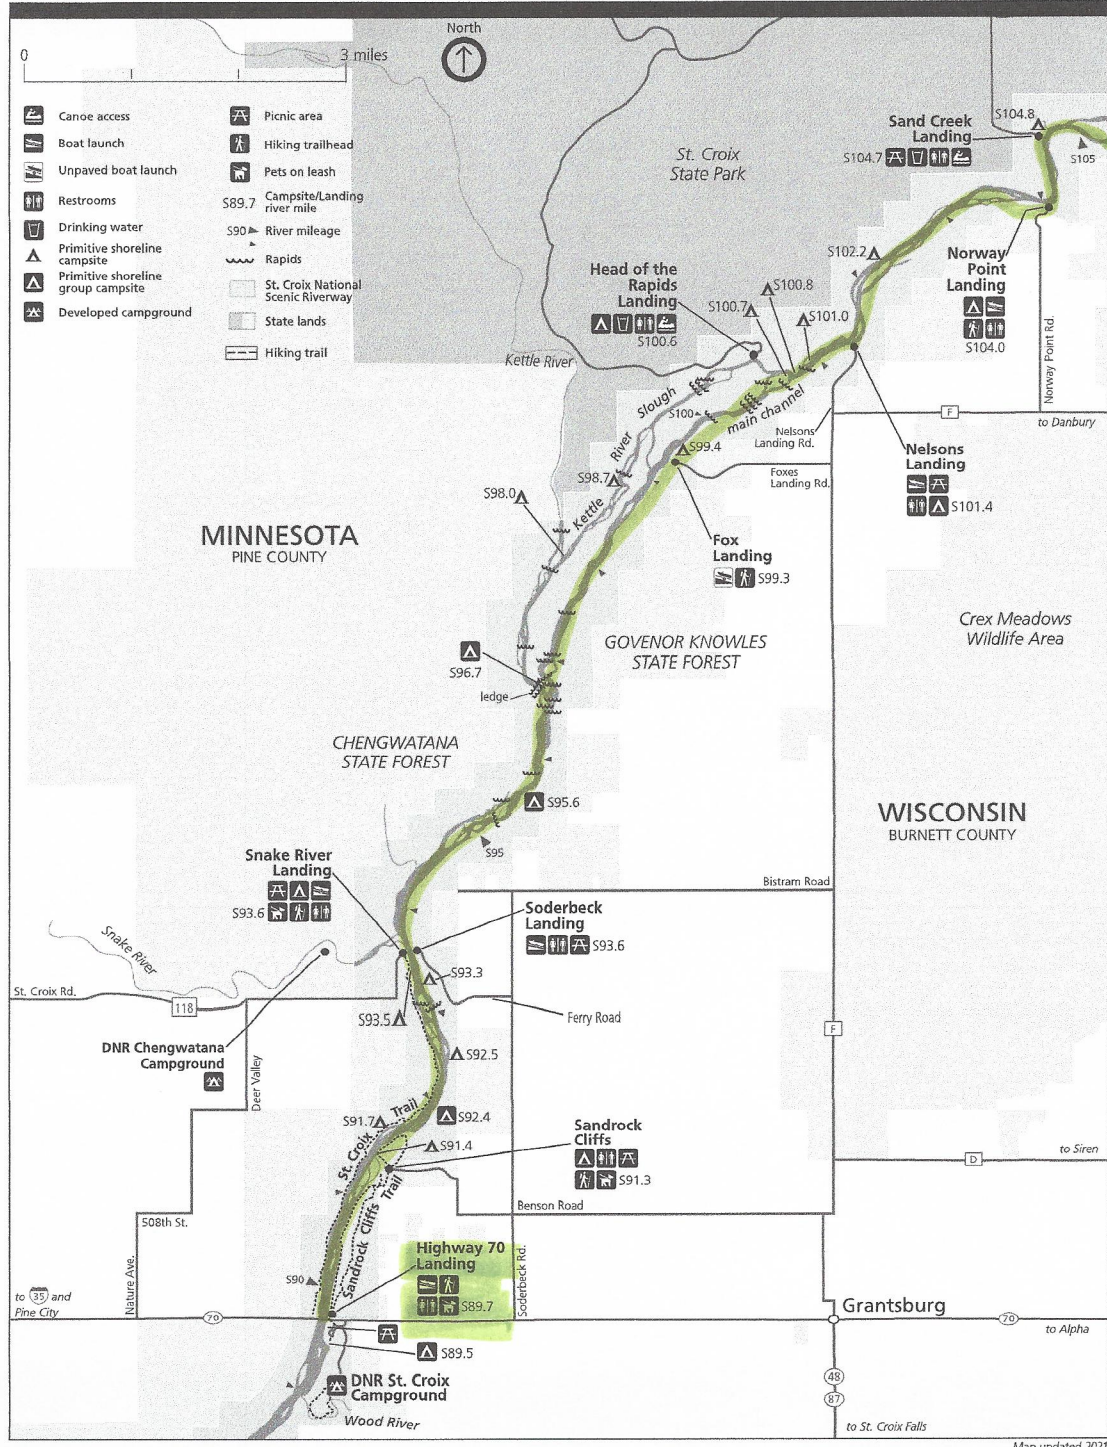 0
3 miles
North
Canoe access
Boat launch
Unpaved boat launch
Restrooms
Drinking water
Primitive shoreline
campsite
Primitive shoreline
group campsite
Developed campground
Picnic area
Hiking trailhead
Pets on leash
S89.7
Campsite/Landing
river mile
S90
River mileage
Rapids
St. Croix National
Scenic Riverway
State lands
Hiking trail
St. Croix
State Park
S104.8
Sand Creek
Landing
S104.7
S105
Norway
Point
Landing
S104.0
Norway Point Rd.
S102.2
Head of the
Rapids
Landing
S100.6
S100.7
S100.8
S101.0
Kettle River
Kettle River Slough
S100
main channel
Nelsons
Landing Rd.
F
to Danbury
Nelsons
Landing
S101.4
S99.4
Foxes
Landing Rd.
S98.7
S98.0
Fox
Landing
S99.3
MINNESOTA
PINE COUNTY
Crex Meadows
Wildlife Area
GOVENOR KNOWLES
STATE FOREST
S96.7
ledge
CHENGWATANA
STATE FOREST
S95.6
S95
WISCONSIN
BURNETT COUNTY
Snake River
Landing
S93.6
Bistram Road
Soderbeck
Landing
S93.6
Snake River
S93.3
St. Croix Rd.
118
S93.5
Ferry Road
F
DNR Chengwatana
Campground
Deer Valley
S92.5
S91.7
St. Croix Trail
S92.4
S91.4
Sandrock
Cliffs
S91.3
D
to Siren
Sandrock Cliffs Trail
Benson Road
508th St.
Nature Ave.
Highway 70
Landing
S89.7
Soderbeck Rd.
S90
to 35 and
Pine City
70
Grantsburg
70
to Alpha
S89.5
DNR St. Croix
Campground
Wood River
48
87
to St. Croix Falls
Map updated 2021